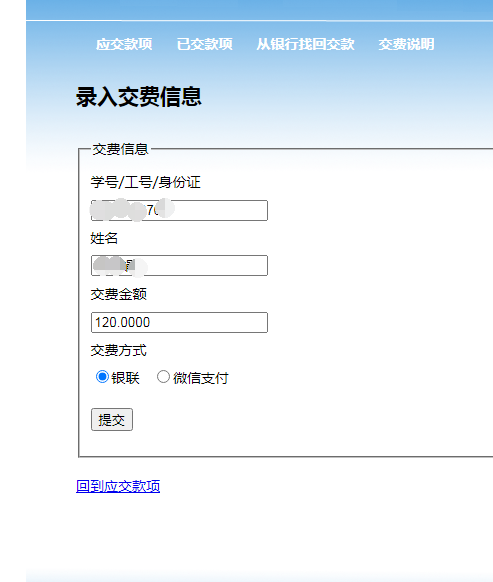 应交款项 已交款项 从银行找回交款 交费说明
录入交费信息
交费信息
学号/工号/身份证
姓名
交费金额
120.0000
交费方式
银联 微信支付
提交
回到应交款项